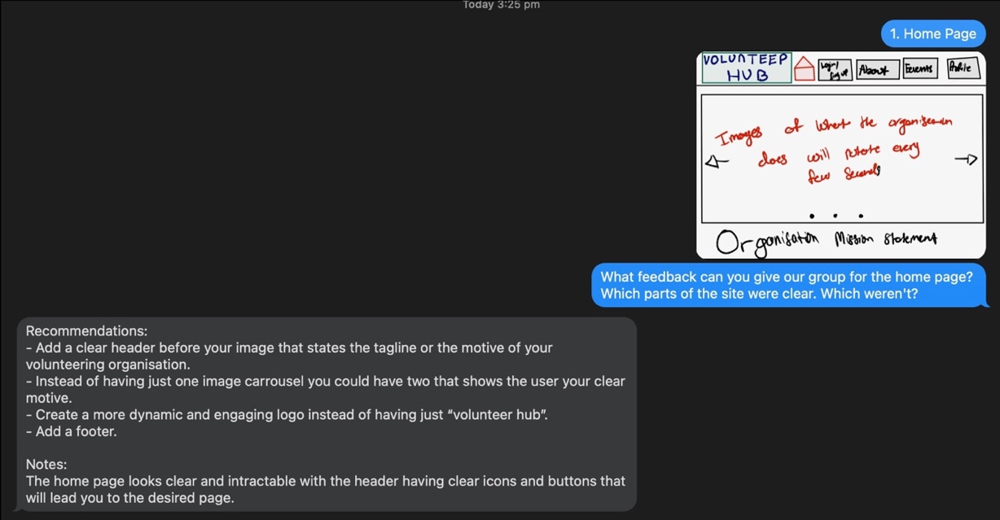 Today 3:25 pm
1. Home Page
VOLUNTEEP
HUB
Login/
Sign up
About
Events
Profile
Images of what the organisation
does will rotate every
few seconds
Organisation Mission Statement
What feedback can you give our group for the home page?
Which parts of the site were clear. Which weren't?
Recommendations:
- Add a clear header before your image that states the tagline or the motive of your
volunteering organisation.
- Instead of having just one image carrousel you could have two that shows the user your clear
motive.
- Create a more dynamic and engaging logo instead of having just “volunteer hub”.
- Add a footer.
Notes:
The home page looks clear and intractable with the header having clear icons and buttons that
will lead you to the desired page.